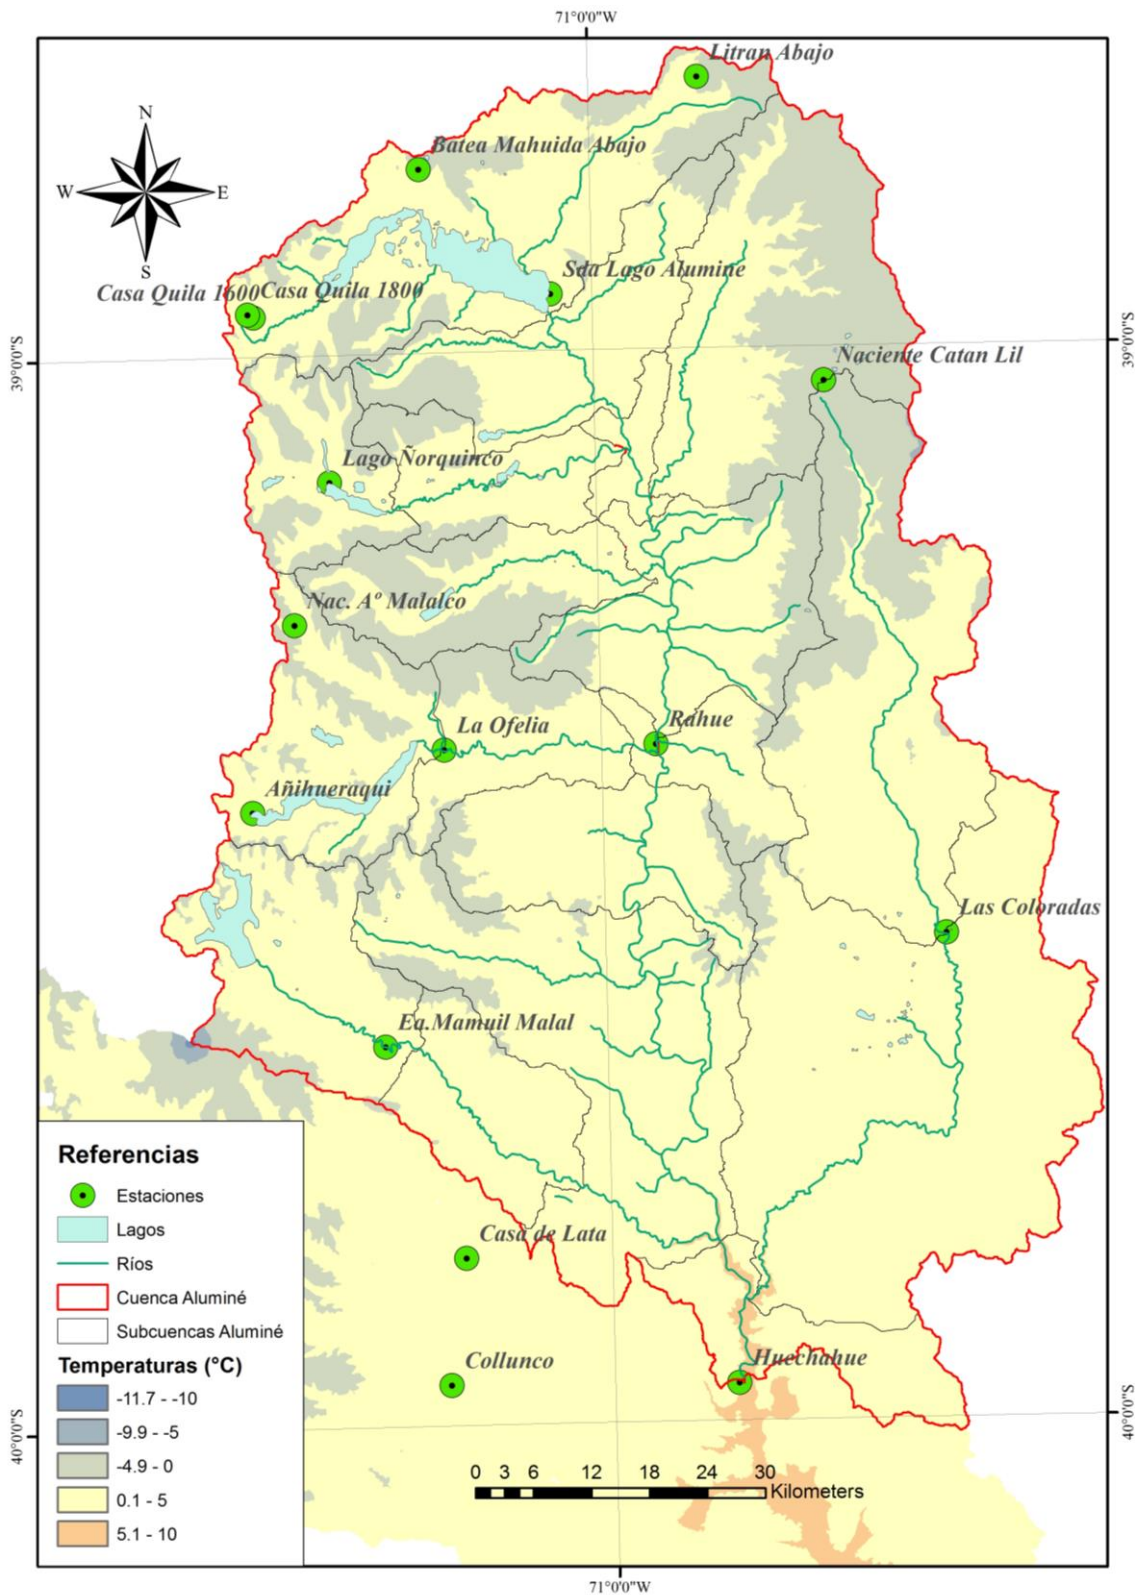 71°0'0"W
Litran Abajo
Batea Mahuida Abajo
N
W
E
S
Sda Lago Alumine
Casa Quila 1600
Casa Quila 1800
39°0'0"S
39°0'0"S
Naciente Catan Lil
Lago Ñorquinco
Nac. Aº Malalco
La Ofelia
Rahue
Añihueraqui
Las Coloradas
Ea.Mamuil Malal
Referencias
Estaciones
Lagos
Ríos
Cuenca Aluminé
Subcuencas Aluminé
Temperaturas (°C)
-11.7 - -10
-9.9 - -5
-4.9 - 0
0.1 - 5
5.1 - 10
Casa de Lata
Collunco
Huechahue
40°0'0"S
40°0'0"S
0 3 6 12 18 24 30
Kilometers
71°0'0"W